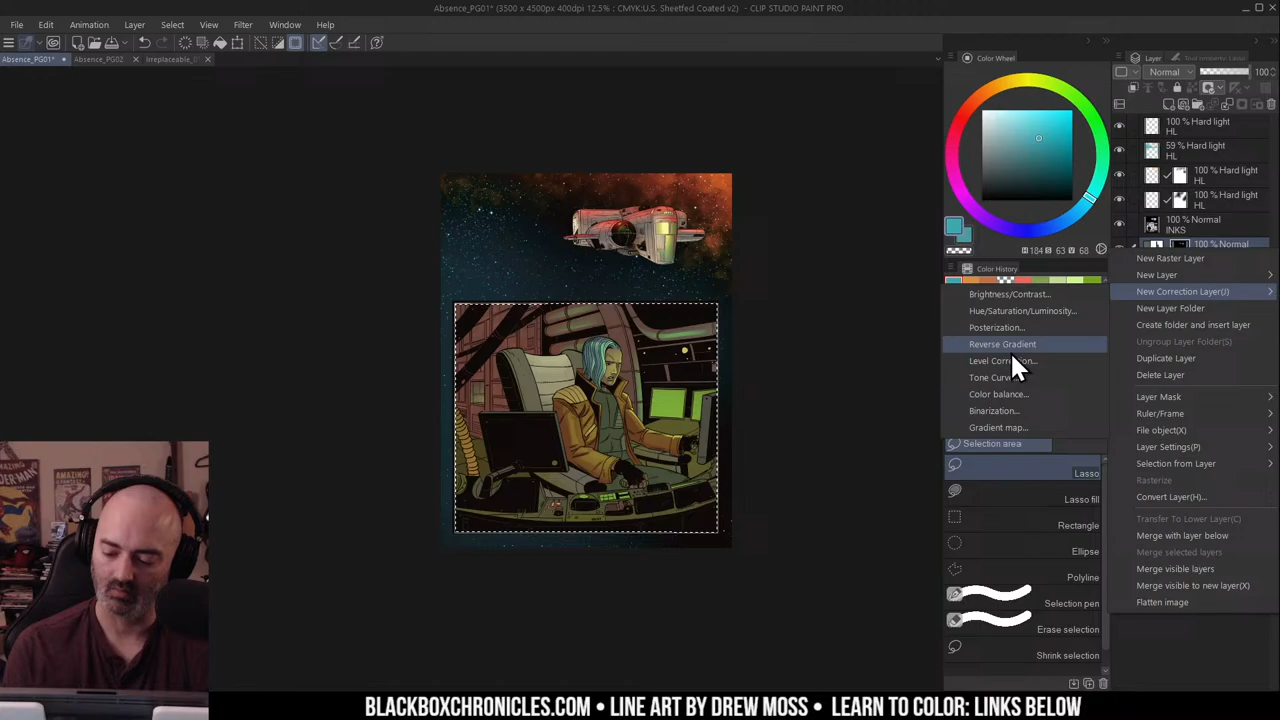 Absence_PG01* (3500 x 4500px 400dpi 12.5% : CMYK:U.S. Sheetfed Coated v2) - CLIP STUDIO PAINT PRO
File Edit Animation Layer Select View Filter Window Help
Absence_PG01* Absence_PG02 Irreplaceable_0
Color Wheel
H 184 S 63 V 68
Color History
Layer
Normal 100
100 % Hard light
HL
59 % Hard light
HL
100 % Hard light
HL
100 % Hard light
HL
100 % Normal
INKS
100 % Normal
Brightness/Contrast...
Hue/Saturation/Luminosity...
Posterization...
Reverse Gradient
Level Correction...
Tone Curve
Color balance...
Binarization...
Gradient map...
New Raster Layer
New Layer
New Correction Layer(J)
New Layer Folder
Create folder and insert layer
Ungroup Layer Folder(S)
Duplicate Layer
Delete Layer
Layer Mask
Ruler/Frame
File object(X)
Layer Settings(P)
Selection from Layer
Rasterize
Convert Layer(H)...
Transfer To Lower Layer(C)
Merge with layer below
Merge selected layers
Merge visible layers
Merge visible to new layer(X)
Flatten image
Selection area
Lasso
Lasso fill
Rectangle
Ellipse
Polyline
Selection pen
Erase selection
Shrink selection
BLACKBOXCHRONICLES.COM • LINE ART BY DREW MOSS • LEARN TO COLOR: LINKS BELOW